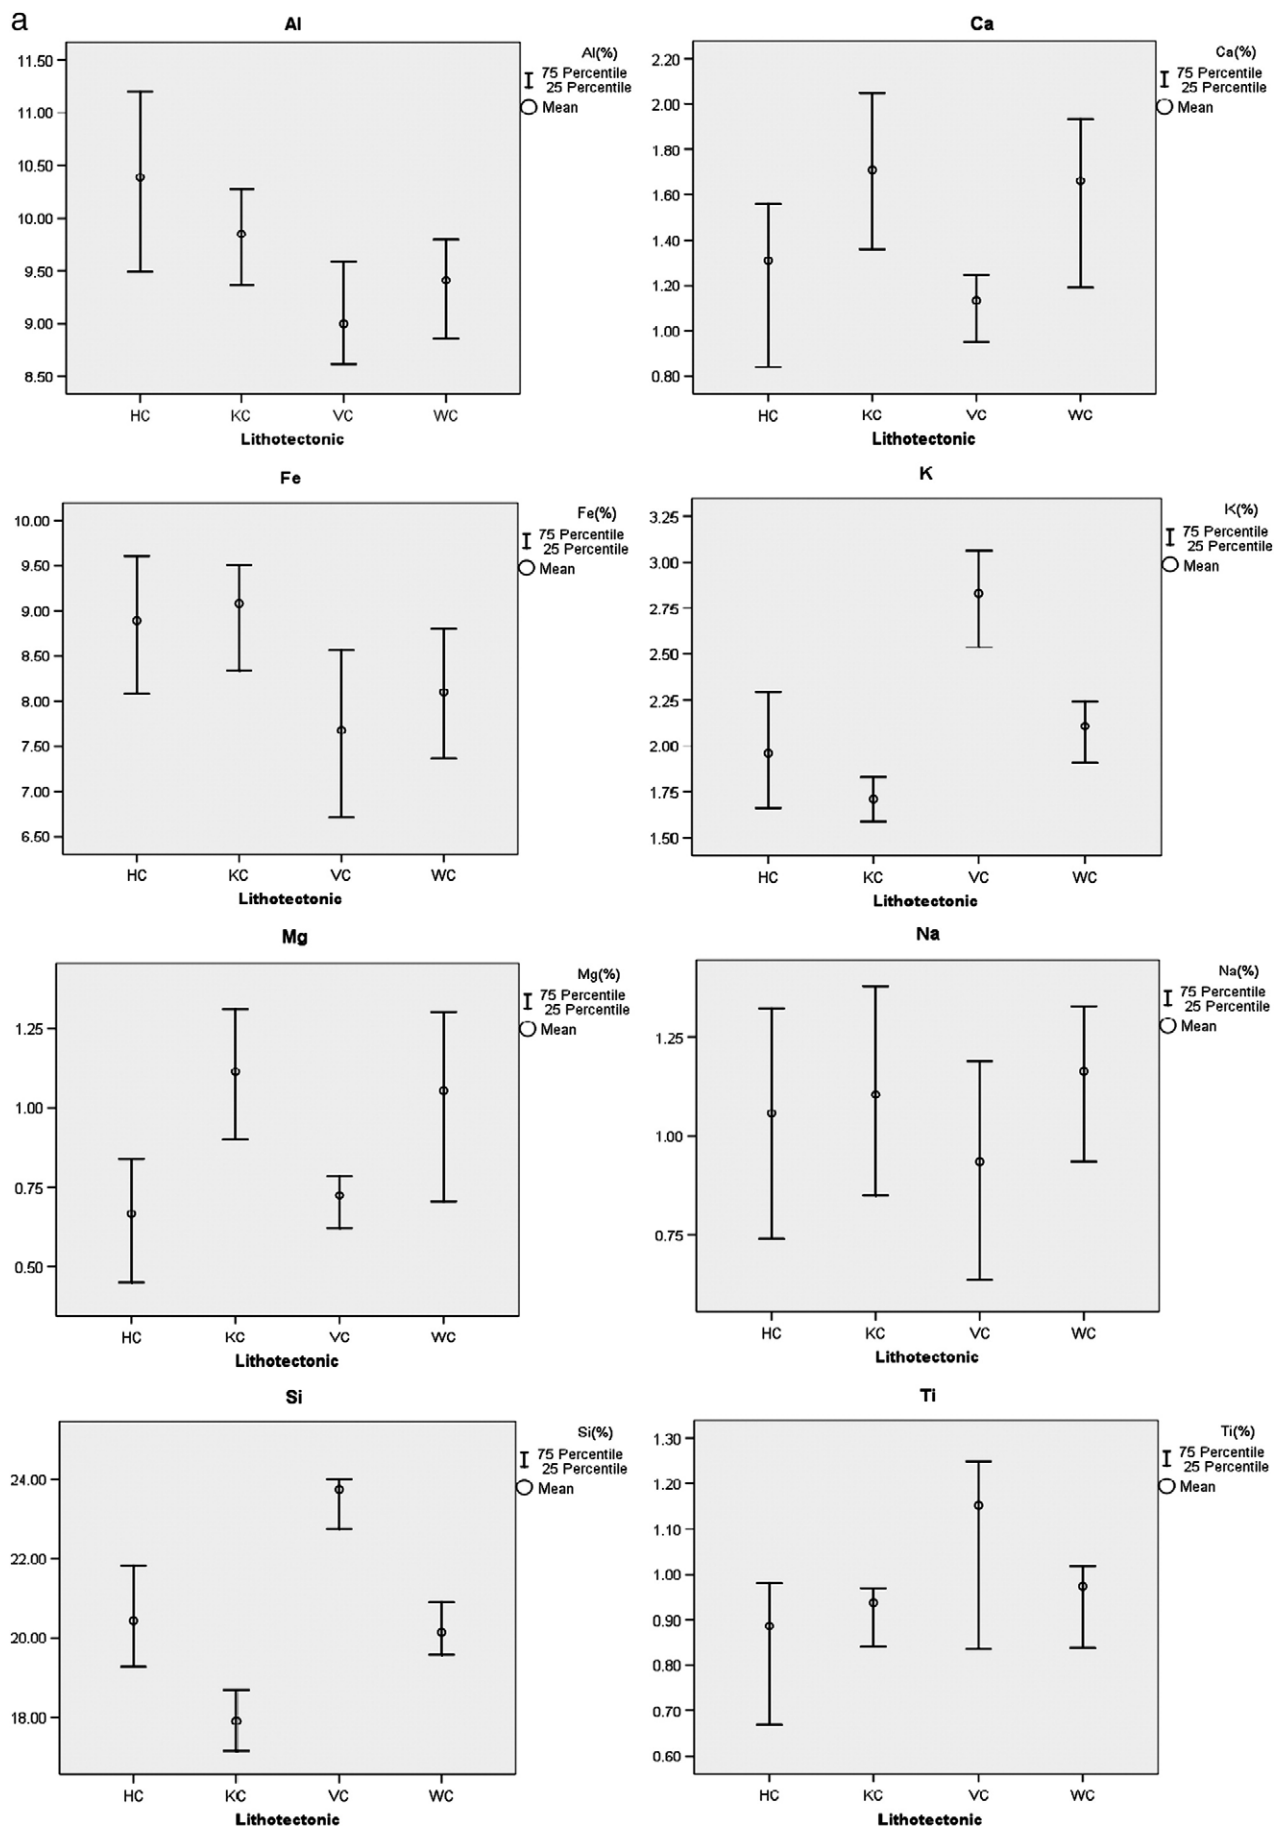 a
Al
Al(%)
75 Percentile
25 Percentile
Mean
11.50
11.00
10.50
10.00
9.50
9.00
8.50
HC KC VC WC
Lithotectonic
Ca
Ca(%)
75 Percentile
25 Percentile
Mean
2.20
2.00
1.80
1.60
1.40
1.20
1.00
0.80
HC KC VC WC
Lithotectonic
Fe
Fe(%)
75 Percentile
25 Percentile
Mean
10.00
9.50
9.00
8.50
8.00
7.50
7.00
6.50
HC KC VC WC
Lithotectonic
K
K(%)
75 Percentile
25 Percentile
Mean
3.25
3.00
2.75
2.50
2.25
2.00
1.75
1.50
HC KC VC WC
Lithotectonic
Mg
Mg(%)
75 Percentile
25 Percentile
Mean
1.25
1.00
0.75
0.50
HC KC VC WC
Lithotectonic
Na
Na(%)
75 Percentile
25 Percentile
Mean
1.25
1.00
0.75
HC KC VC WC
Lithotectonic
Si
Si(%)
75 Percentile
25 Percentile
Mean
24.00
22.00
20.00
18.00
HC KC VC WC
Lithotectonic
Ti
Ti(%)
75 Percentile
25 Percentile
Mean
1.30
1.20
1.10
1.00
0.90
0.80
0.70
0.60
HC KC VC WC
Lithotectonic